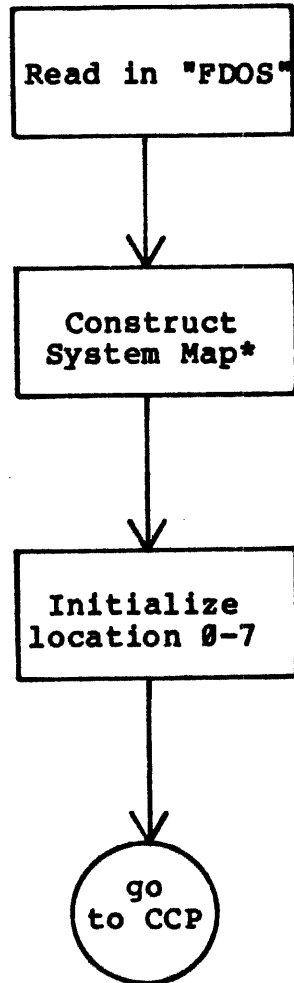 Read in "FDOS"
Construct
System Map*
Initialize
location Ø-7
go
to CCP